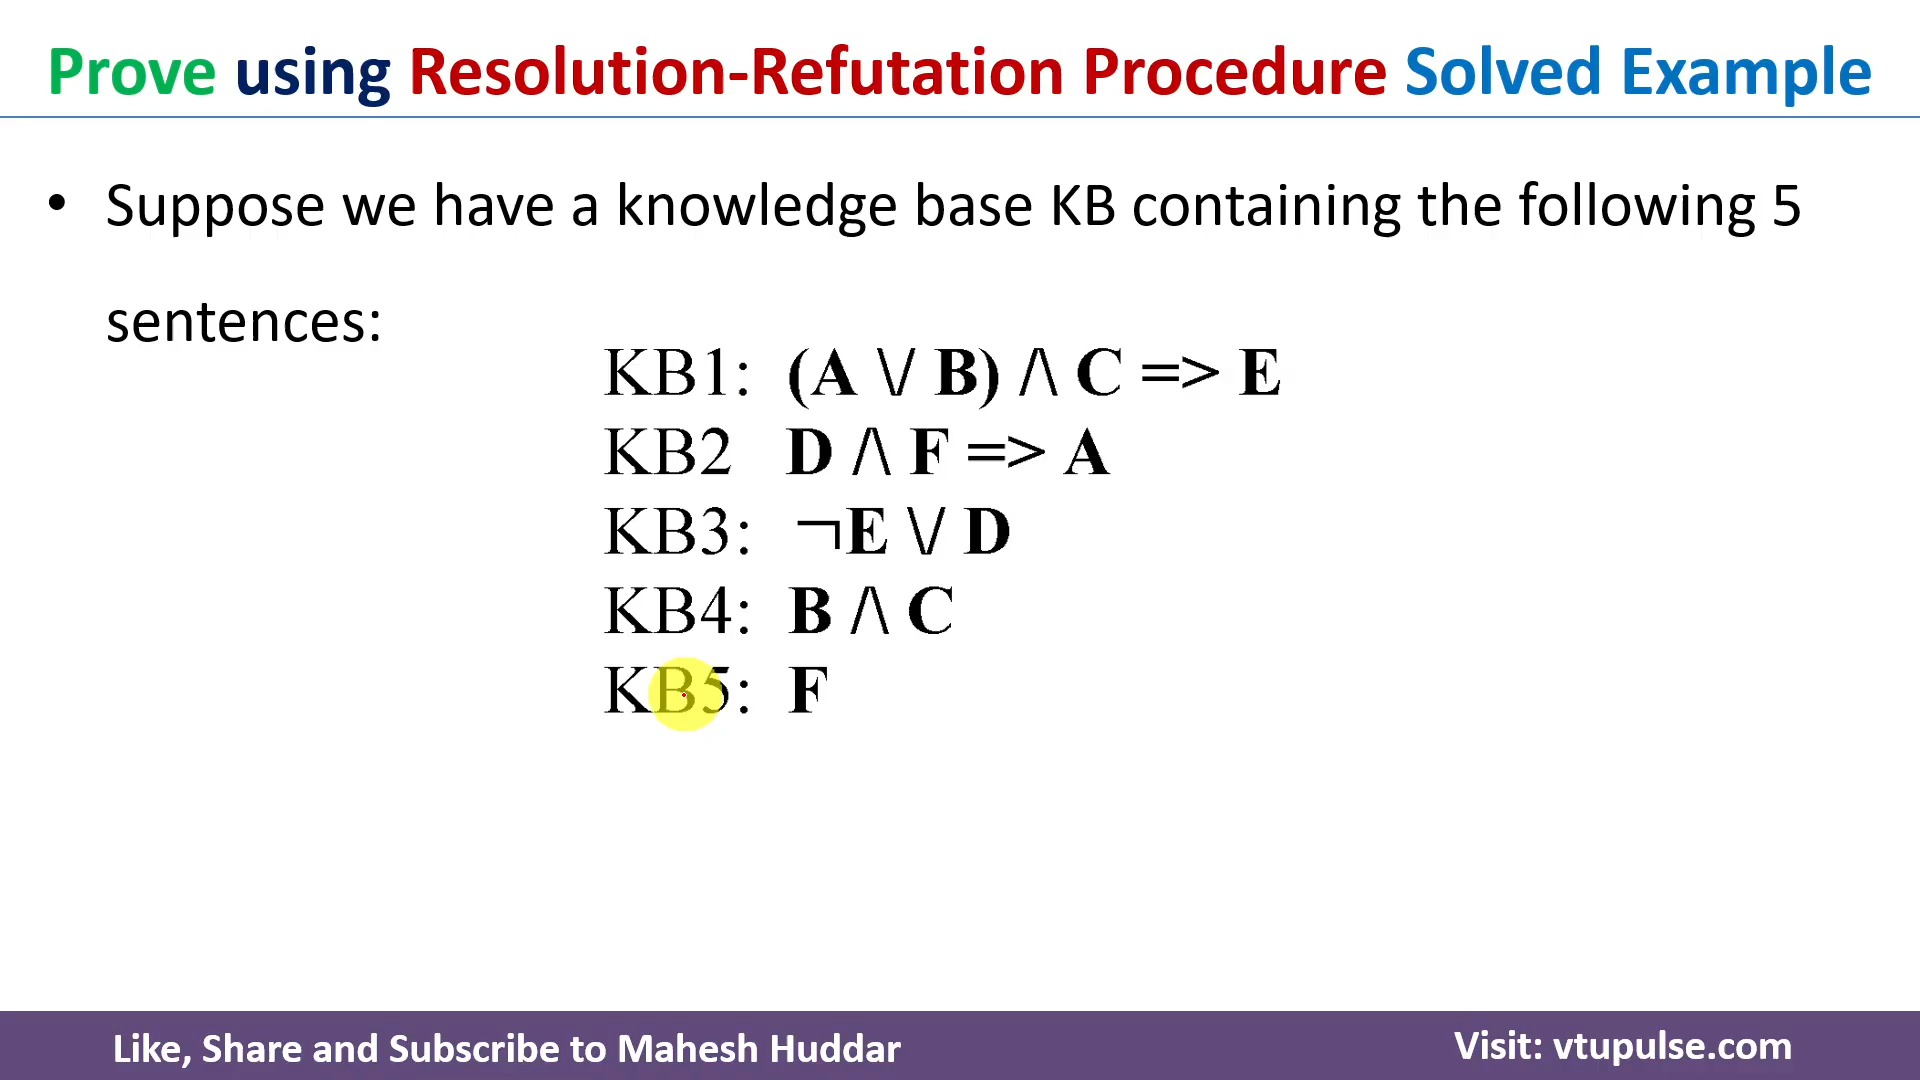 Prove using Resolution-Refutation Procedure Solved Example
• Suppose we have a knowledge base KB containing the following 5
sentences:
KB1: (A \/ B) /\ C => E
KB2 D /\ F => A
KB3: ¬E \/ D
KB4: B /\ C
KB5: F
Like, Share and Subscribe to Mahesh Huddar
Visit: vtupulse.com